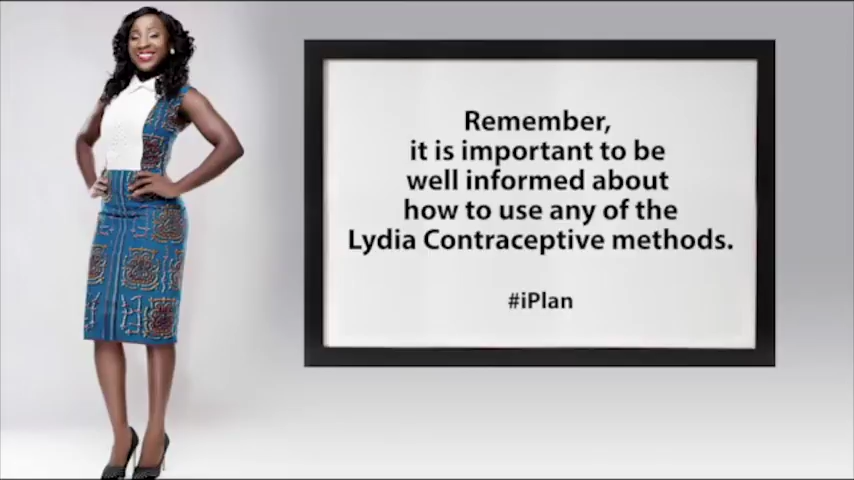 Remember,
it is important to be
well informed about
how to use any of the
Lydia Contraceptive methods.
#iPlan